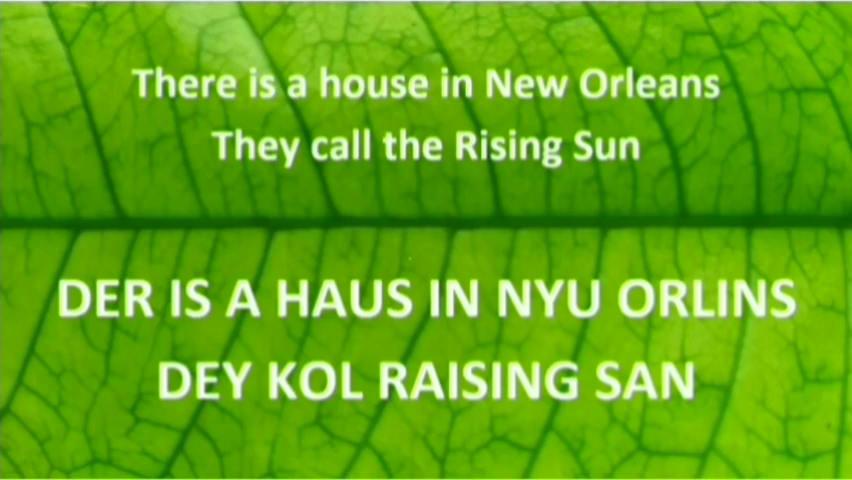 There is a house in New Orleans
They call the Rising Sun
DER IS A HAUS IN NYU ORLINS
DEY KOL RAISING SAN